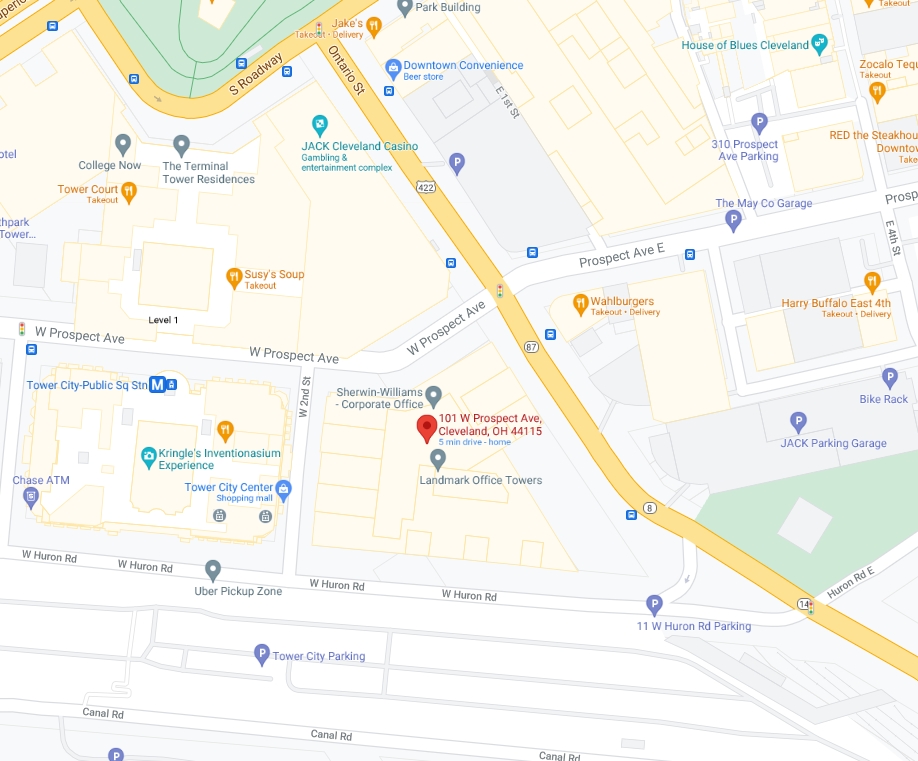 Superio
Park Building
Jake's
Takeout • Delivery
House of Blues Cleveland
Takeout
S Roadway
Ontario St
Downtown Convenience
Beer store
E 1st St
Zocalo Tequ
Takeout
JACK Cleveland Casino
Gambling &
entertainment complex
310 Prospect
Ave Parking
RED the Steakhou
Downtow
Take
otel
College Now
The Terminal
Tower Residences
422
Tower Court
Takeout
The May Co Garage
Prosp
thpark
Tower...
E 4th St
Prospect Ave E
Susy's Soup
Takeout
Wahlburgers
Takeout • Delivery
Harry Buffalo East 4th
Takeout • Delivery
Level 1
W Prospect Ave
W Prospect Ave
W Prospect Ave
87
Tower City-Public Sq Stn
M
W 2nd St
Sherwin-Williams
- Corporate Office
Bike Rack
101 W Prospect Ave,
Cleveland, OH 44115
5 min drive - home
JACK Parking Garage
Kringle's Inventionasium
Experience
Landmark Office Towers
Chase ATM
Tower City Center
Shopping mall
8
W Huron Rd
W Huron Rd
W Huron Rd
W Huron Rd
Uber Pickup Zone
Huron Rd E
14
11 W Huron Rd Parking
Tower City Parking
Canal Rd
Canal Rd
Canal Rd